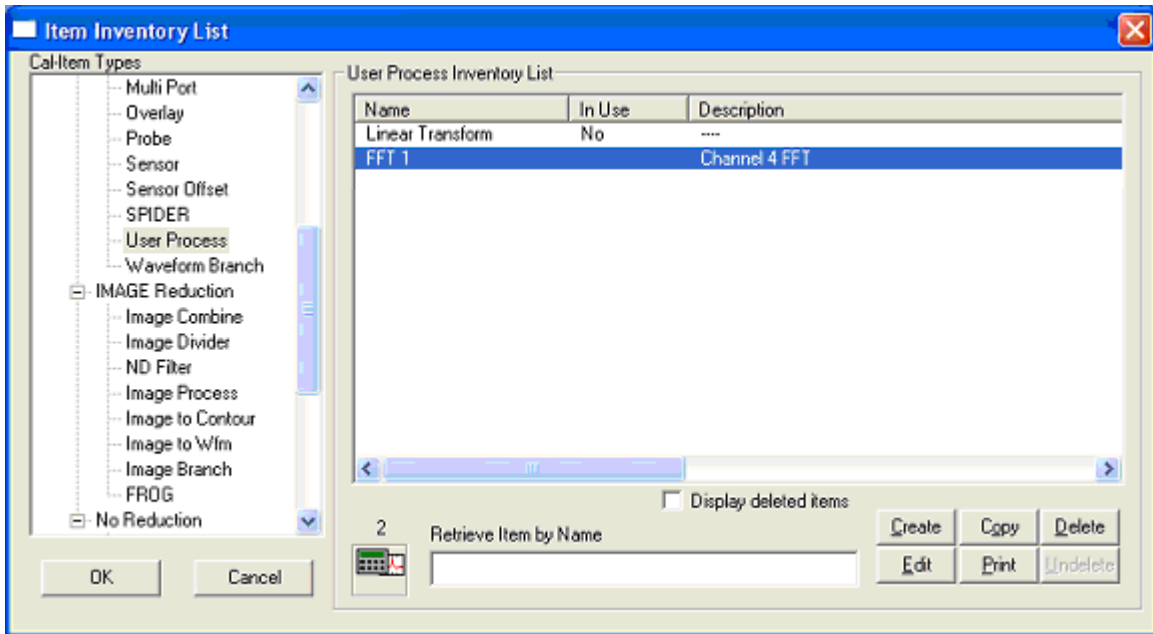 Item Inventory List
Cal-Item Types
Multi Port
Overlay
Probe
Sensor
Sensor Offset
SPIDER
User Process
Waveform Branch
IMAGE Reduction
Image Combine
Image Divider
ND Filter
Image Process
Image to Contour
Image to Wfm
Image Branch
FROG
No Reduction
OK Cancel
User Process Inventory List
Name In Use Description
Linear Transform No ----
FFT 1 Channel 4 FFT
Display deleted items
2 Retrieve Item by Name
Create Copy Delete
Edit Print Undelete